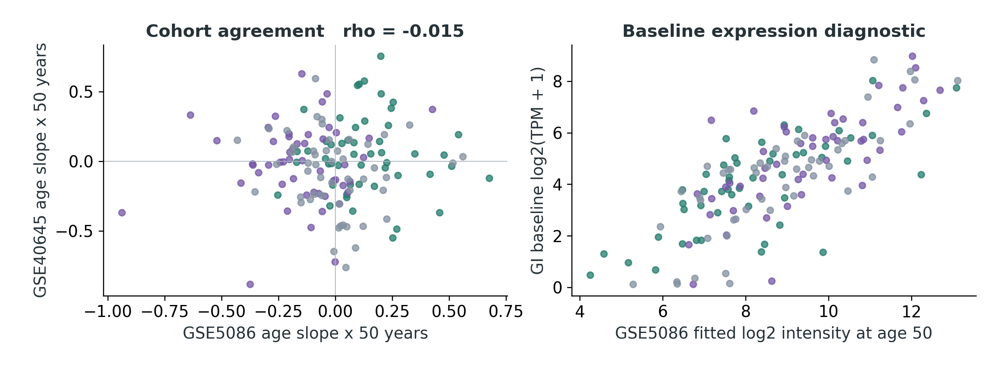 Cohort agreement   rho = -0.015
GSE40645 age slope x 50 years
0.5
0.0
−0.5
−1.00 −0.75 −0.50 −0.25 0.00 0.25 0.50 0.75
GSE5086 age slope x 50 years
Baseline expression diagnostic
GI baseline log2(TPM + 1)
8
6
4
2
0
4 6 8 10 12
GSE5086 fitted log2 intensity at age 50